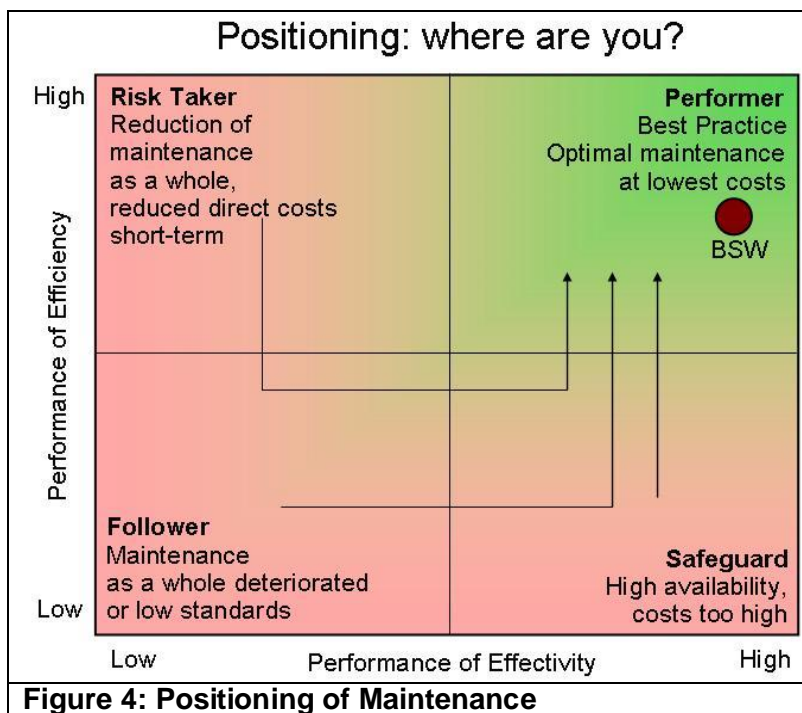 Positioning: where are you?
High
Risk Taker
Reduction of
maintenance
as a whole,
reduced direct costs
short-term
Performer
Best Practice
Optimal maintenance
at lowest costs
BSW
Performance of Efficiency
Follower
Maintenance
as a whole deteriorated
or low standards
Safeguard
High availability,
costs too high
Low
Low
Performance of Effectivity
High
Figure 4: Positioning of Maintenance